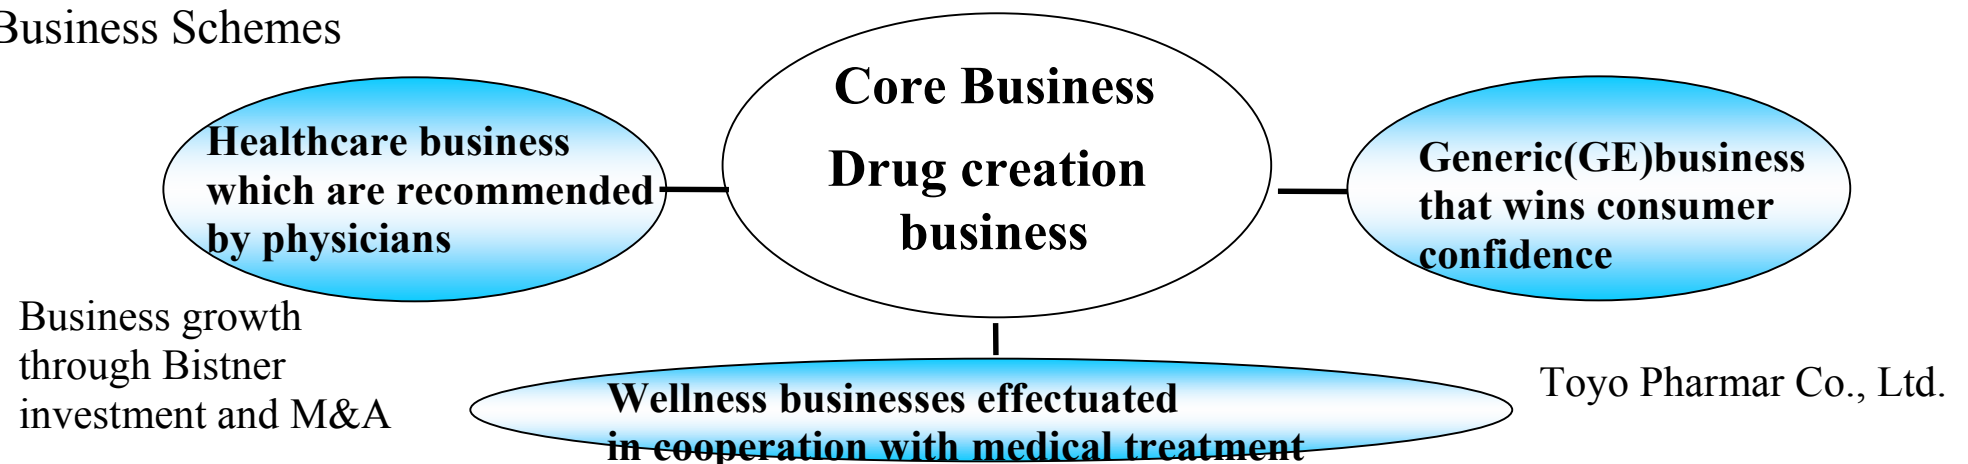 Business Schemes
Core Business
Drug creation
business
Healthcare business
which are recommended
by physicians
Generic(GE)business
that wins consumer
confidence
Business growth
through Bistner
investment and M&A
Wellness businesses effectuated
in cooperation with medical treatment
Toyo Pharmar Co., Ltd.